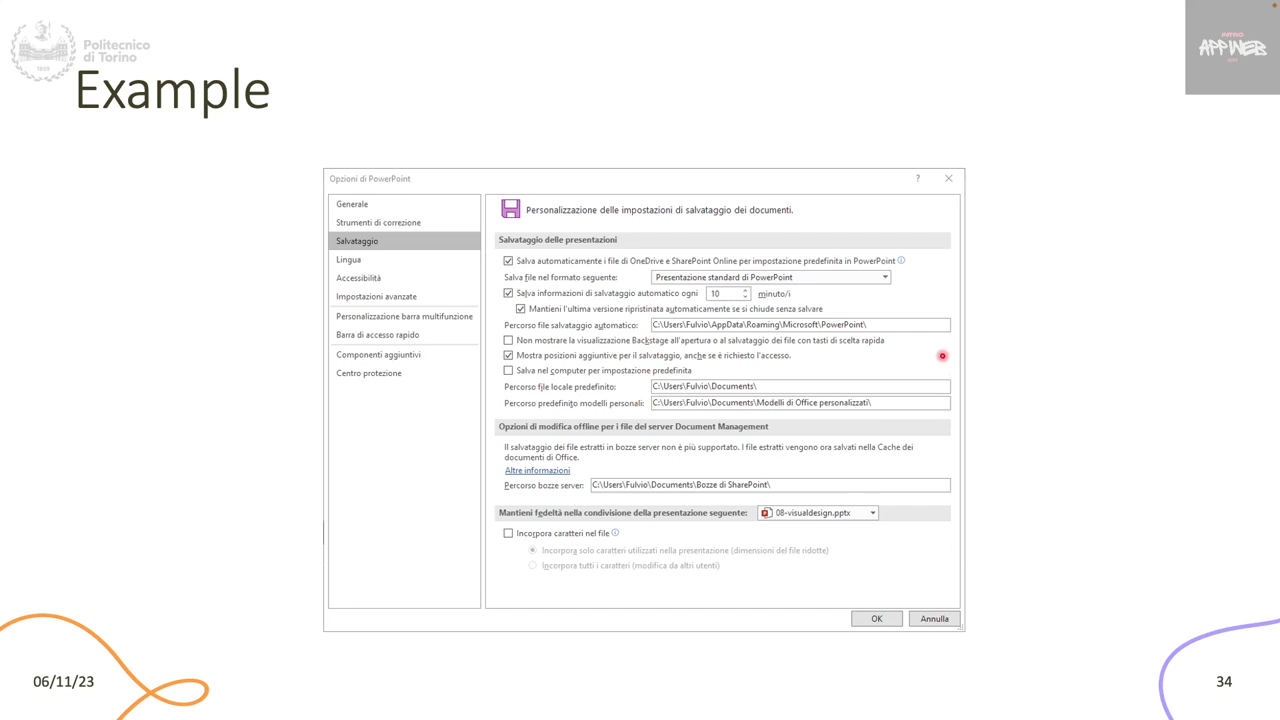 Politecnico
di Torino
1859
INTRO
APPWEB
Example
Opzioni di PowerPoint
?
Generale
Strumenti di correzione
Salvataggio
Lingua
Accessibilità
Impostazioni avanzate
Personalizzazione barra multifunzione
Barra di accesso rapido
Componenti aggiuntivi
Centro protezione
Personalizzazione delle impostazioni di salvataggio dei documenti.
Salvataggio delle presentazioni
Salva automaticamente i file di OneDrive e SharePoint Online per impostazione predefinita in PowerPoint
Salva file nel formato seguente: Presentazione standard di PowerPoint
Salva informazioni di salvataggio automatico ogni 10 minuto/i
Mantieni l'ultima versione ripristinata automaticamente se si chiude senza salvare
Percorso file salvataggio automatico: C:\Users\Fulvio\AppData\Roaming\Microsoft\PowerPoint\
Non mostrare la visualizzazione Backstage all'apertura o al salvataggio dei file con tasti di scelta rapida
Mostra posizioni aggiuntive per il salvataggio, anche se è richiesto l'accesso.
Salva nel computer per impostazione predefinita
Percorso file locale predefinito: C:\Users\Fulvio\Documents\
Percorso predefinito modelli personali: C:\Users\Fulvio\Documents\Modelli di Office personalizzati\
Opzioni di modifica offline per i file del server Document Management
Il salvataggio dei file estratti in bozze server non è più supportato. I file estratti vengono ora salvati nella Cache dei
documenti di Office.
Altre informazioni
Percorso bozze server: C:\Users\Fulvio\Documents\Bozze di SharePoint\
Mantieni fedeltà nella condivisione della presentazione seguente: 08-visualdesign.pptx
Incorpora caratteri nel file
Incorpora solo caratteri utilizzati nella presentazione (dimensioni del file ridotte)
Incorpora tutti i caratteri (modifica da altri utenti)
OK
Annulla
06/11/23
34